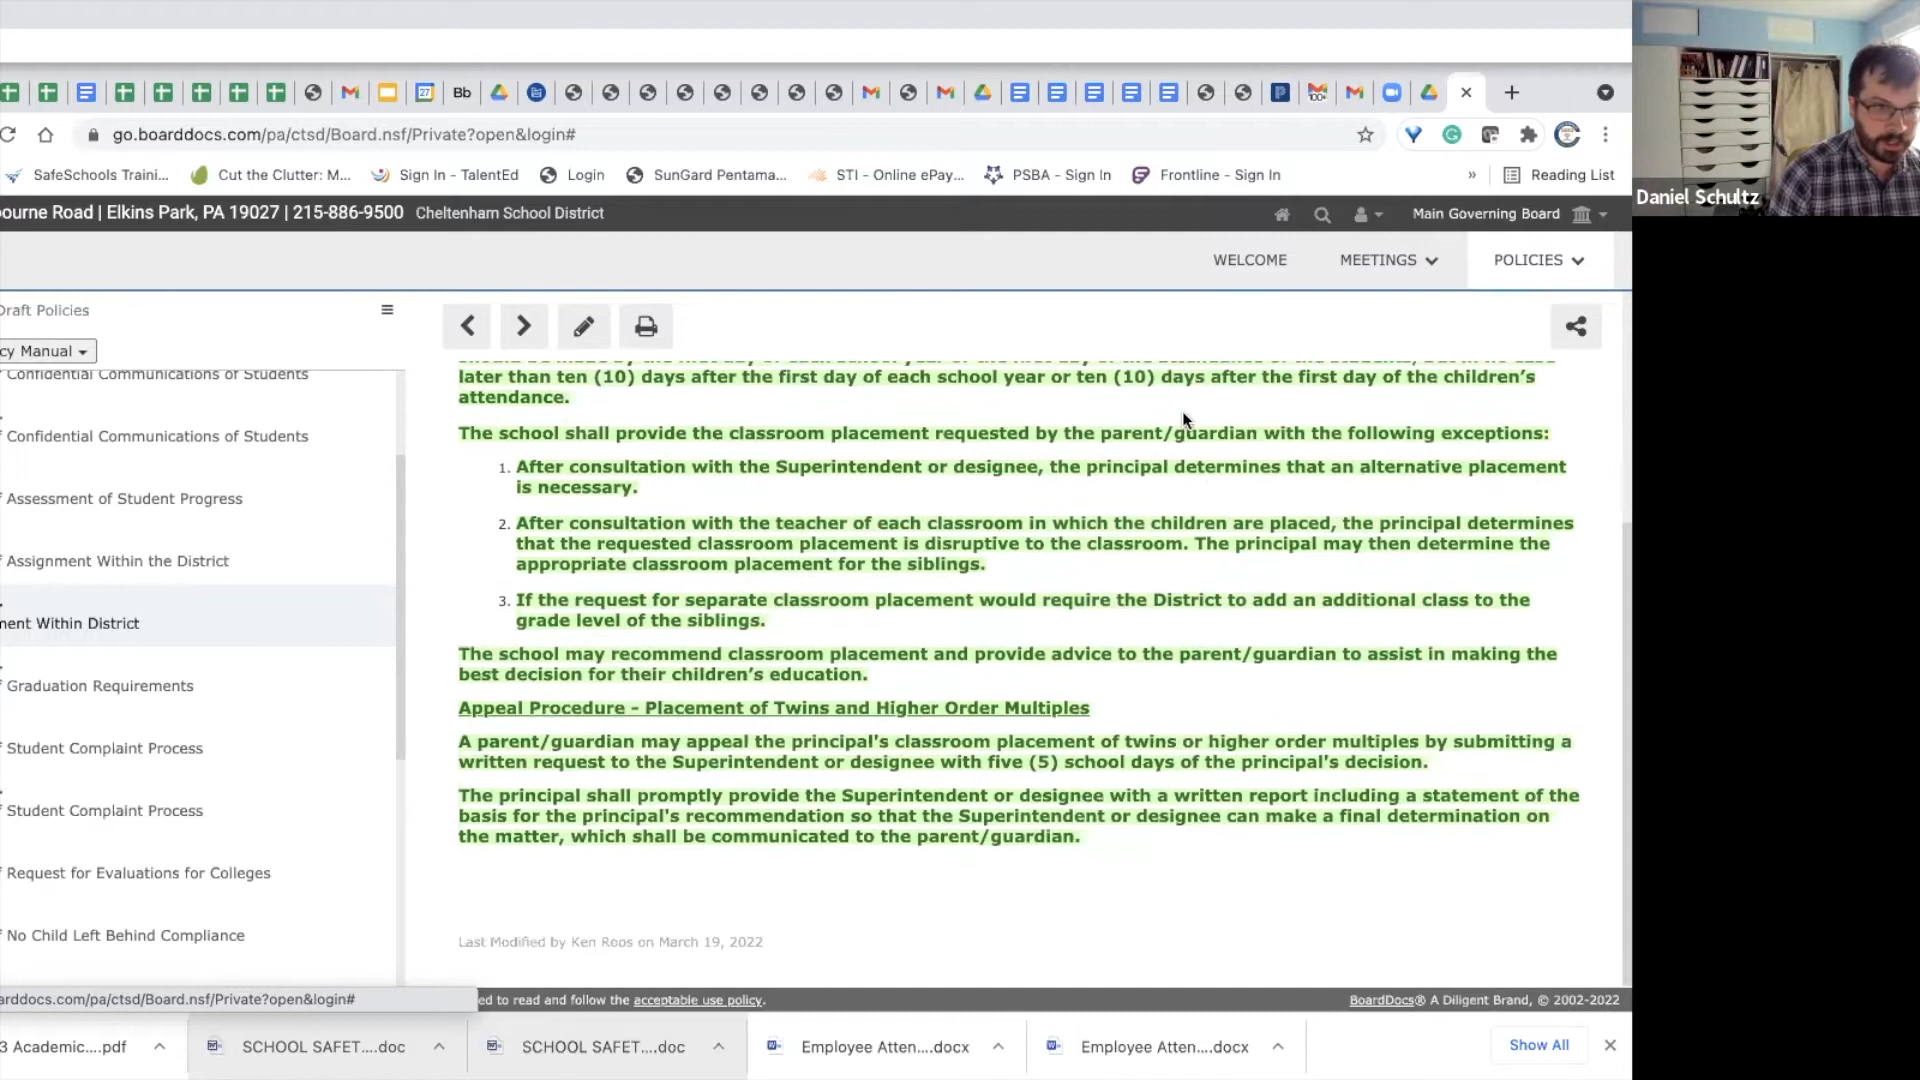 27
Bb
100+
go.boarddocs.com/pa/ctsd/Board.nsf/Private?open&login#
SafeSchools Traini...
Cut the Clutter: M...
Sign In - TalentEd
Login
SunGard Pentama...
STI - Online ePay...
PSBA - Sign In
Frontline - Sign In
»
Reading List
Daniel Schultz
ourne Road | Elkins Park, PA 19027 | 215-886-9500 Cheltenham School District
Main Governing Board
WELCOME
MEETINGS
POLICIES
Draft Policies
cy Manual
Confidential Communications of Students
Confidential Communications of Students
Assessment of Student Progress
Assignment Within the District
ment Within District
Graduation Requirements
Student Complaint Process
Student Complaint Process
Request for Evaluations for Colleges
No Child Left Behind Compliance
later than ten (10) days after the first day of each school year or ten (10) days after the first day of the children's
attendance.
The school shall provide the classroom placement requested by the parent/guardian with the following exceptions:
1. After consultation with the Superintendent or designee, the principal determines that an alternative placement
is necessary.
2. After consultation with the teacher of each classroom in which the children are placed, the principal determines
that the requested classroom placement is disruptive to the classroom. The principal may then determine the
appropriate classroom placement for the siblings.
3. If the request for separate classroom placement would require the District to add an additional class to the
grade level of the siblings.
The school may recommend classroom placement and provide advice to the parent/guardian to assist in making the
best decision for their children's education.
Appeal Procedure - Placement of Twins and Higher Order Multiples
A parent/guardian may appeal the principal's classroom placement of twins or higher order multiples by submitting a
written request to the Superintendent or designee with five (5) school days of the principal's decision.
The principal shall promptly provide the Superintendent or designee with a written report including a statement of the
basis for the principal's recommendation so that the Superintendent or designee can make a final determination on
the matter, which shall be communicated to the parent/guardian.
Last Modified by Ken Roos on March 19, 2022
arddocs.com/pa/ctsd/Board.nsf/Private?open&login#
ed to read and follow the acceptable use policy.
BoardDocs® A Diligent Brand, © 2002-2022
3 Academic....pdf
SCHOOL SAFET....doc
SCHOOL SAFET....doc
Employee Atten....docx
Employee Atten....docx
Show All